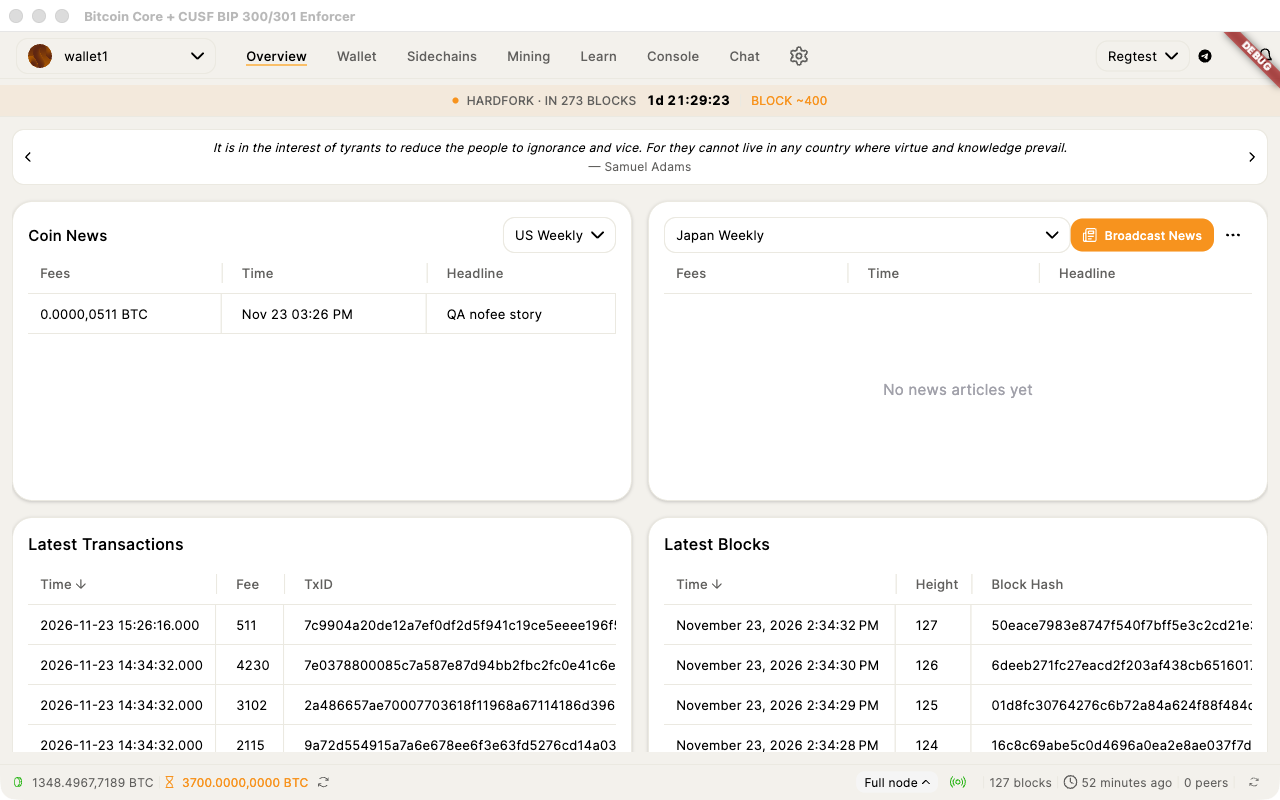 Bitcoin Core + CUSF BIP 300/301 Enforcer
wallet1
Overview
Wallet
Sidechains
Mining
Learn
Console
Chat
Regtest
DEBUG
HARDFORK · IN 273 BLOCKS 1d 21:29:23 BLOCK ~400
It is in the interest of tyrants to reduce the people to ignorance and vice. For they cannot live in any country where virtue and knowledge prevail.
— Samuel Adams
Coin News
US Weekly
Fees Time Headline
0.0000,0511 BTC Nov 23 03:26 PM QA nofee story
Japan Weekly
Broadcast News
Fees Time Headline
No news articles yet
Latest Transactions
Time Fee TxID
2026-11-23 15:26:16.000 511 7c9904a20de12a7ef0df2d5f941c19ce5eeee196f
2026-11-23 14:34:32.000 4230 7e0378800085c7a587e87d94bb2fbc2fc0e41c6e
2026-11-23 14:34:32.000 3102 2a486657ae70007703618f11968a67114186d396
2026-11-23 14:34:32.000 2115 9a72d554915a7a6e678ee6f3e63fd5276cd14a03
Latest Blocks
Time Height Block Hash
November 23, 2026 2:34:32 PM 127 50eace7983e8747f540f7bff5e3c2cd21e
November 23, 2026 2:34:30 PM 126 6deeb271fc27eacd2f203af438cb6516017
November 23, 2026 2:34:29 PM 125 01d8fc30764276c6b72a84a624f88f484c
November 23, 2026 2:34:28 PM 124 16c8c69abe5c0d4696a0ea2e8ae037f7d
1348.4967,7189 BTC
3700.0000,0000 BTC
Full node
127 blocks
52 minutes ago
0 peers